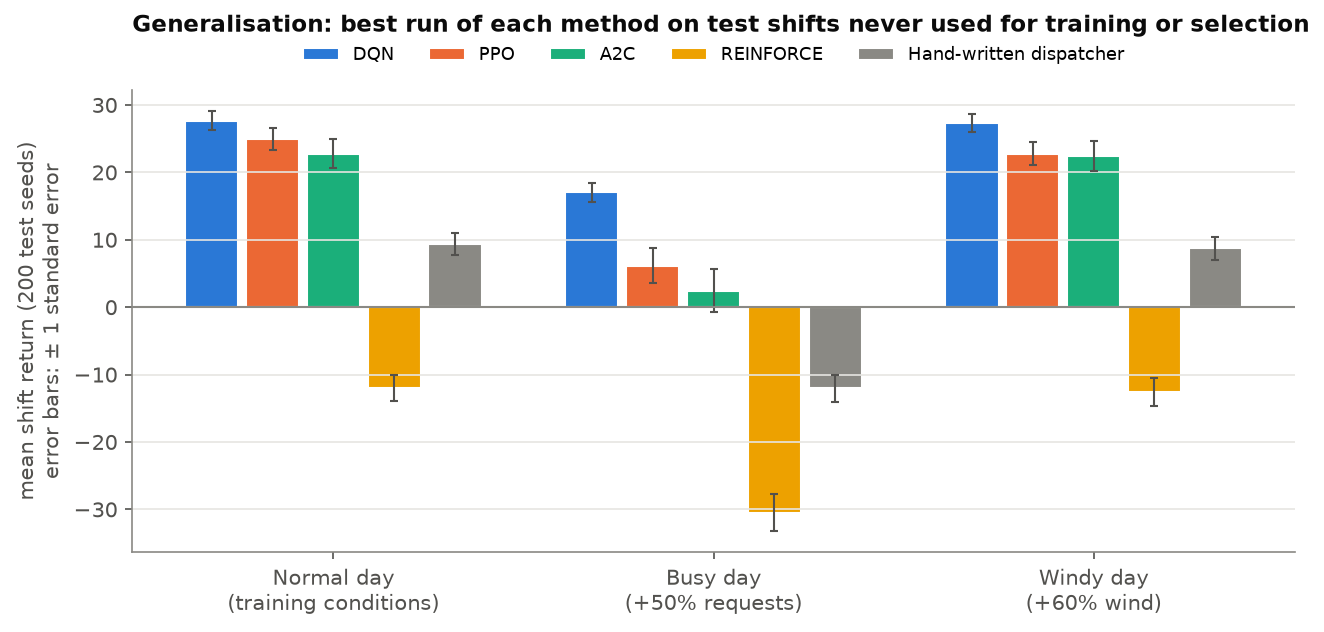 Generalisation: best run of each method on test shifts never used for training or selection
DQN PPO A2C REINFORCE Hand-written dispatcher
mean shift return (200 test seeds)
error bars: ± 1 standard error
30
20
10
0
−10
−20
−30
Normal day
(training conditions)
Busy day
(+50% requests)
Windy day
(+60% wind)